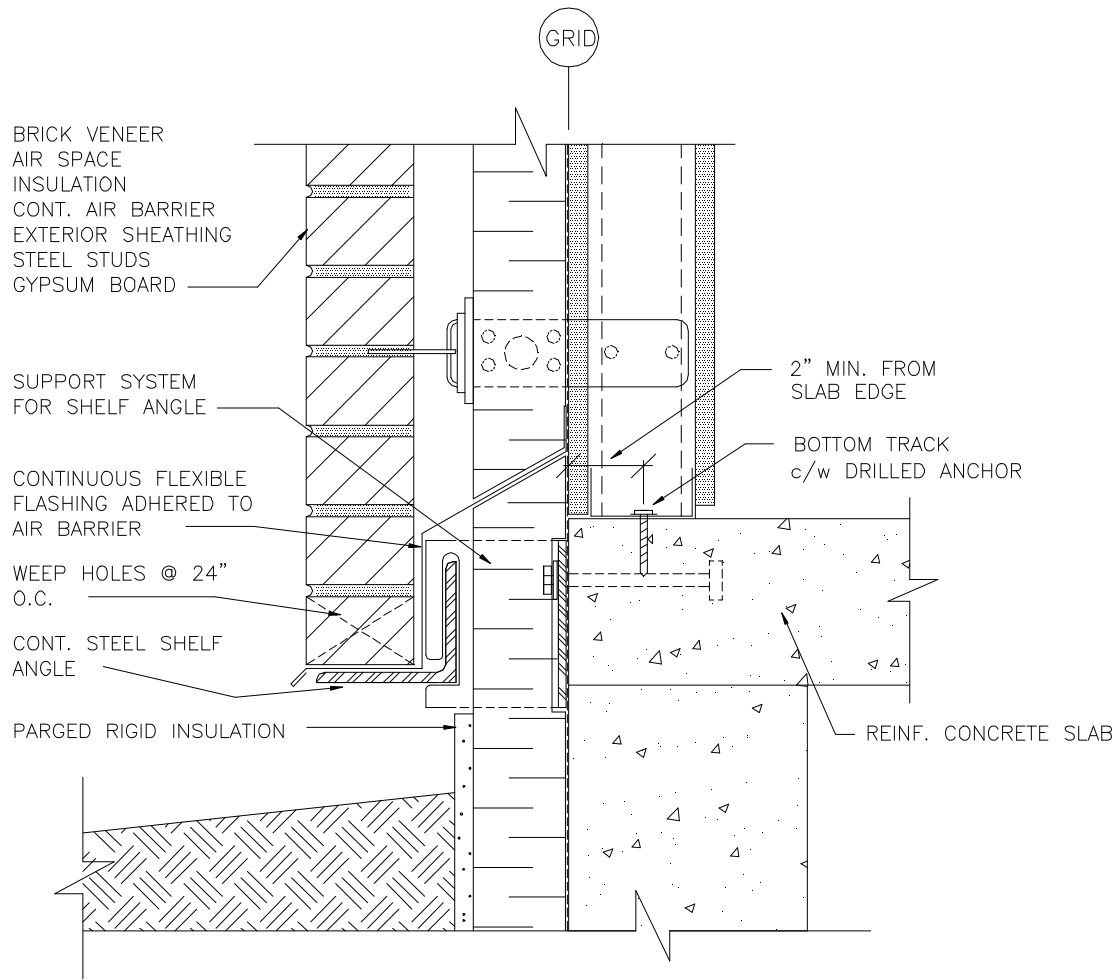 GRID
BRICK VENEER
AIR SPACE
INSULATION
CONT. AIR BARRIER
EXTERIOR SHEATHING
STEEL STUDS
GYPSUM BOARD
SUPPORT SYSTEM
FOR SHELF ANGLE
CONTINUOUS FLEXIBLE
FLASHING ADHERED TO
AIR BARRIER
WEEP HOLES @ 24"
O.C.
CONT. STEEL SHELF
ANGLE
PARGED RIGID INSULATION
2" MIN. FROM
SLAB EDGE
BOTTOM TRACK
c/w DRILLED ANCHOR
REINF. CONCRETE SLAB